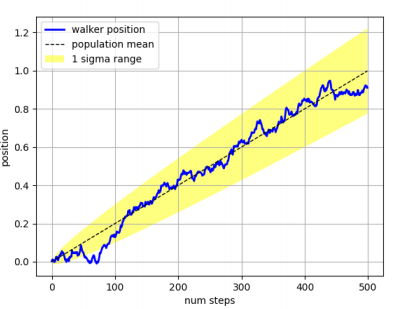 walker position
population mean
1 sigma range
1.2
1.0
0.8
0.6
0.4
0.2
0.0
position
0
100
200
300
400
500
num steps